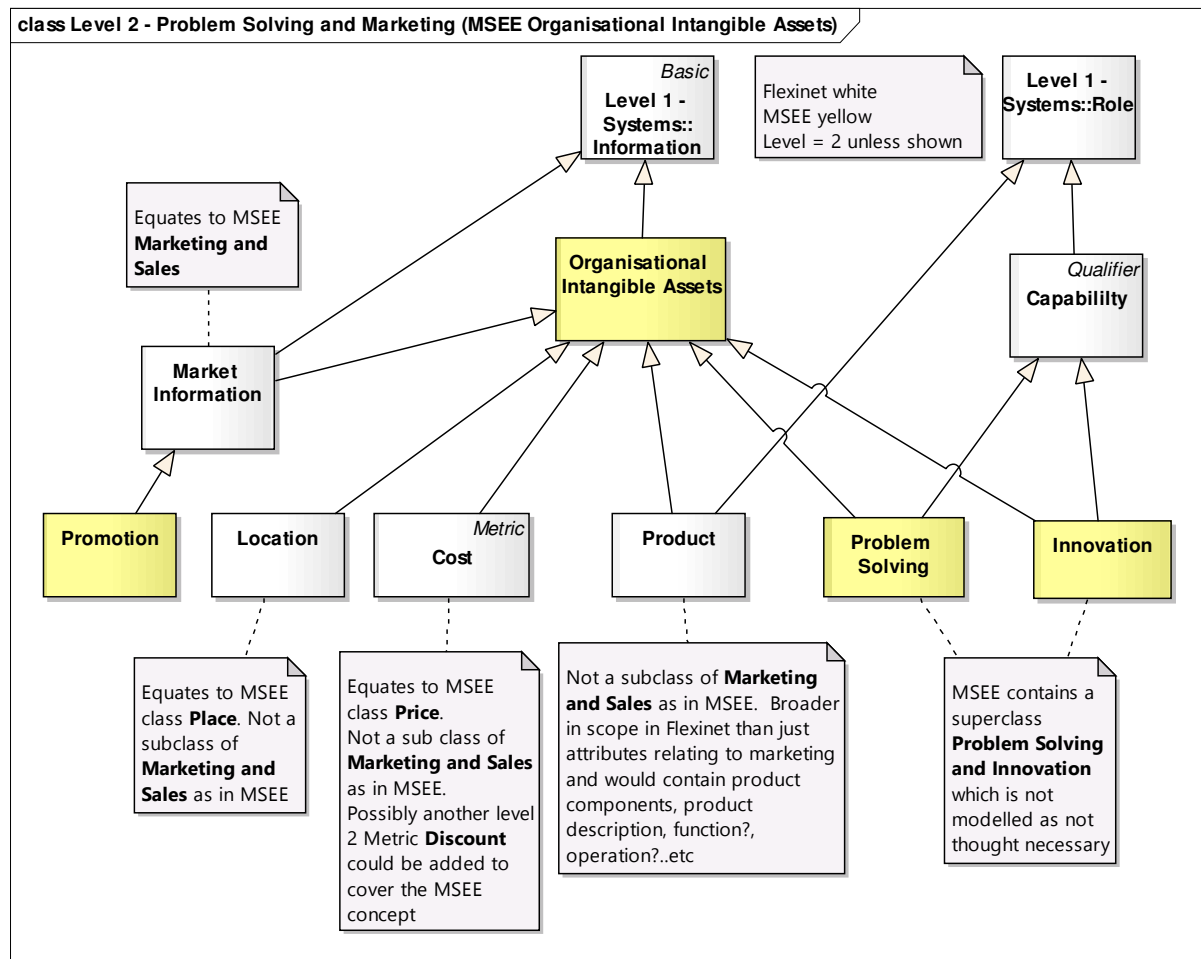 class Level 2 - Problem Solving and Marketing (MSEE Organisational Intangible Assets)
Basic
Level 1 -
Systems::
Information
Flexinet white
MSEE yellow
Level = 2 unless shown
Level 1 -
Systems::Role
Equates to MSEE
Marketing and
Sales
Organisational
Intangible Assets
Qualifier
Capabililty
Market
Information
Promotion
Location
Metric
Cost
Product
Problem
Solving
Innovation
Equates to MSEE
class Place. Not a
subclass of
Marketing and
Sales as in MSEE
Equates to MSEE
class Price.
Not a sub class of
Marketing and Sales
as in MSEE.
Possibly another level
2 Metric Discount
could be added to
cover the MSEE
concept
Not a subclass of Marketing
and Sales as in MSEE.  Broader
in scope in Flexinet than just
attributes relating to marketing
and would contain product
components, product
description, function?,
operation?..etc
MSEE contains a
superclass
Problem Solving
and Innovation
which is not
modelled as not
thought necessary